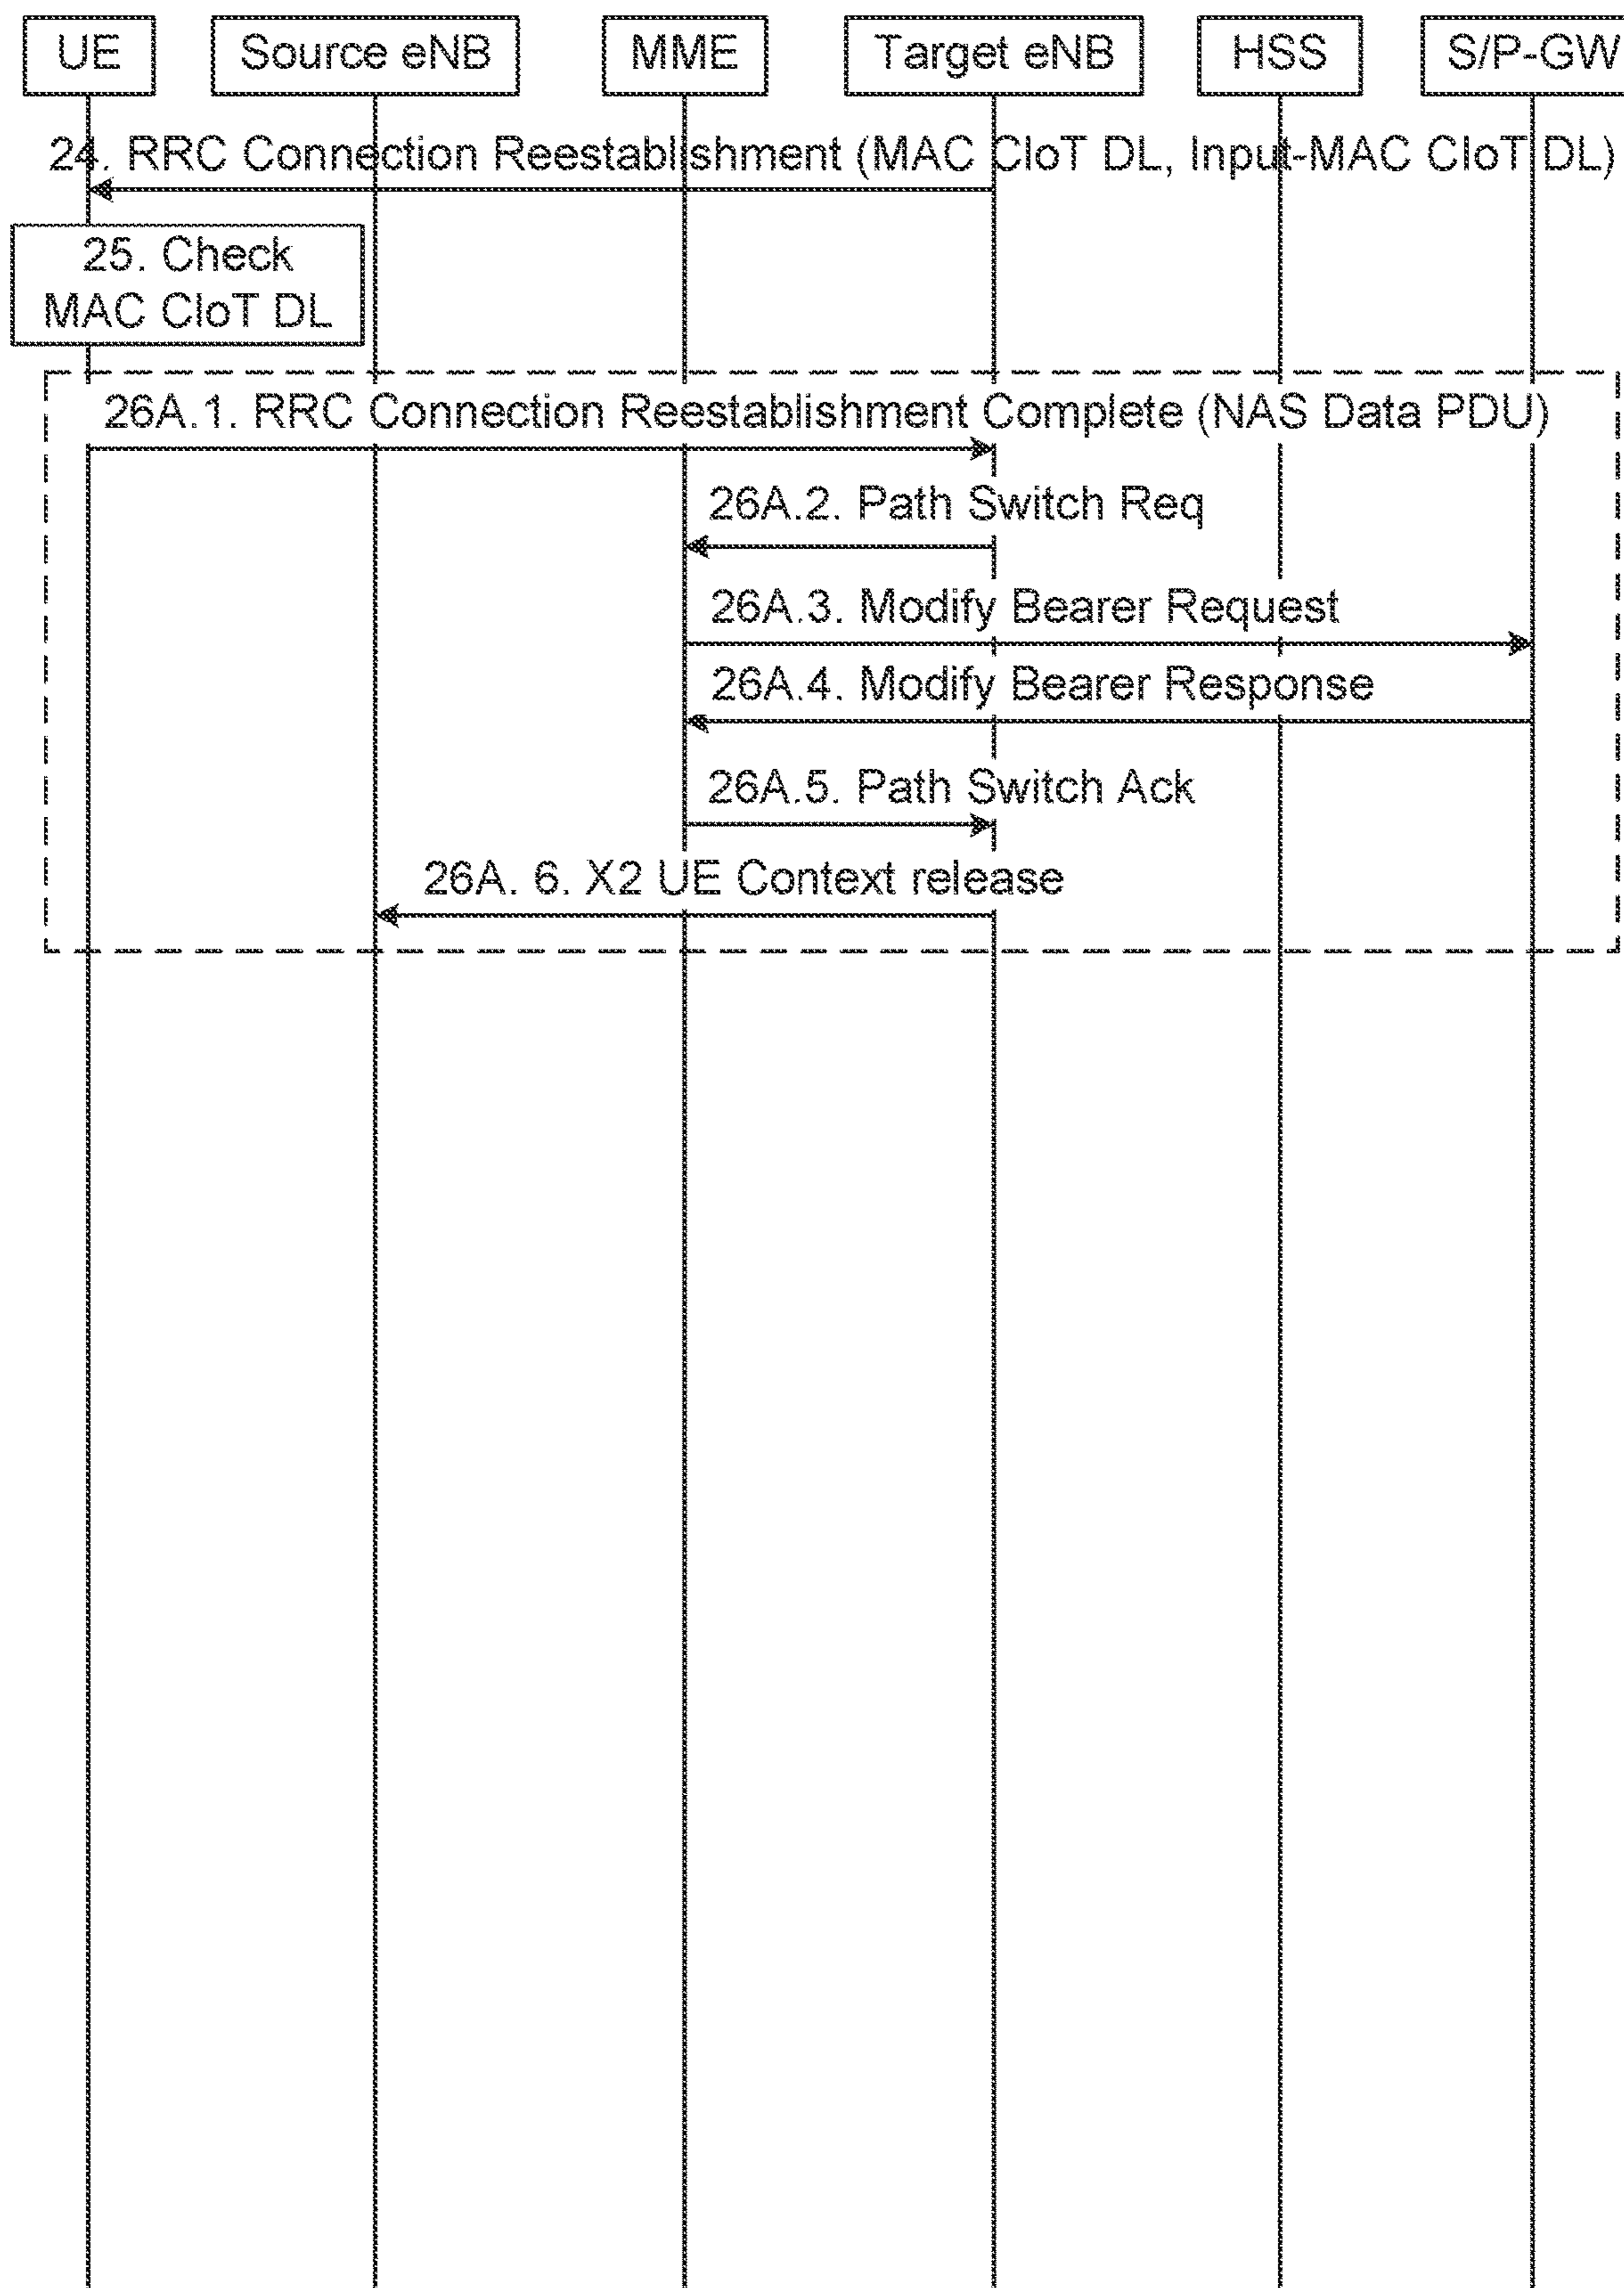 UE Source eNB MME Target eNB HSS S/P-GW
24. RRC Connection Reestablishment (MAC CIoT DL, Input-MAC CIoT DL)
25. Check
MAC CIoT DL
26A.1. RRC Connection Reestablishment Complete (NAS Data PDU)
26A.2. Path Switch Req
26A.3. Modify Bearer Request
26A.4. Modify Bearer Response
26A.5. Path Switch Ack
26A. 6. X2 UE Context release